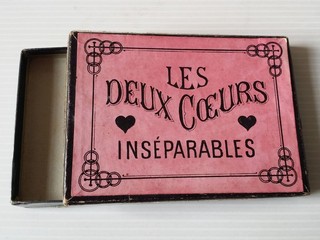 LES
DEUX CŒURS
INSÉPARABLES